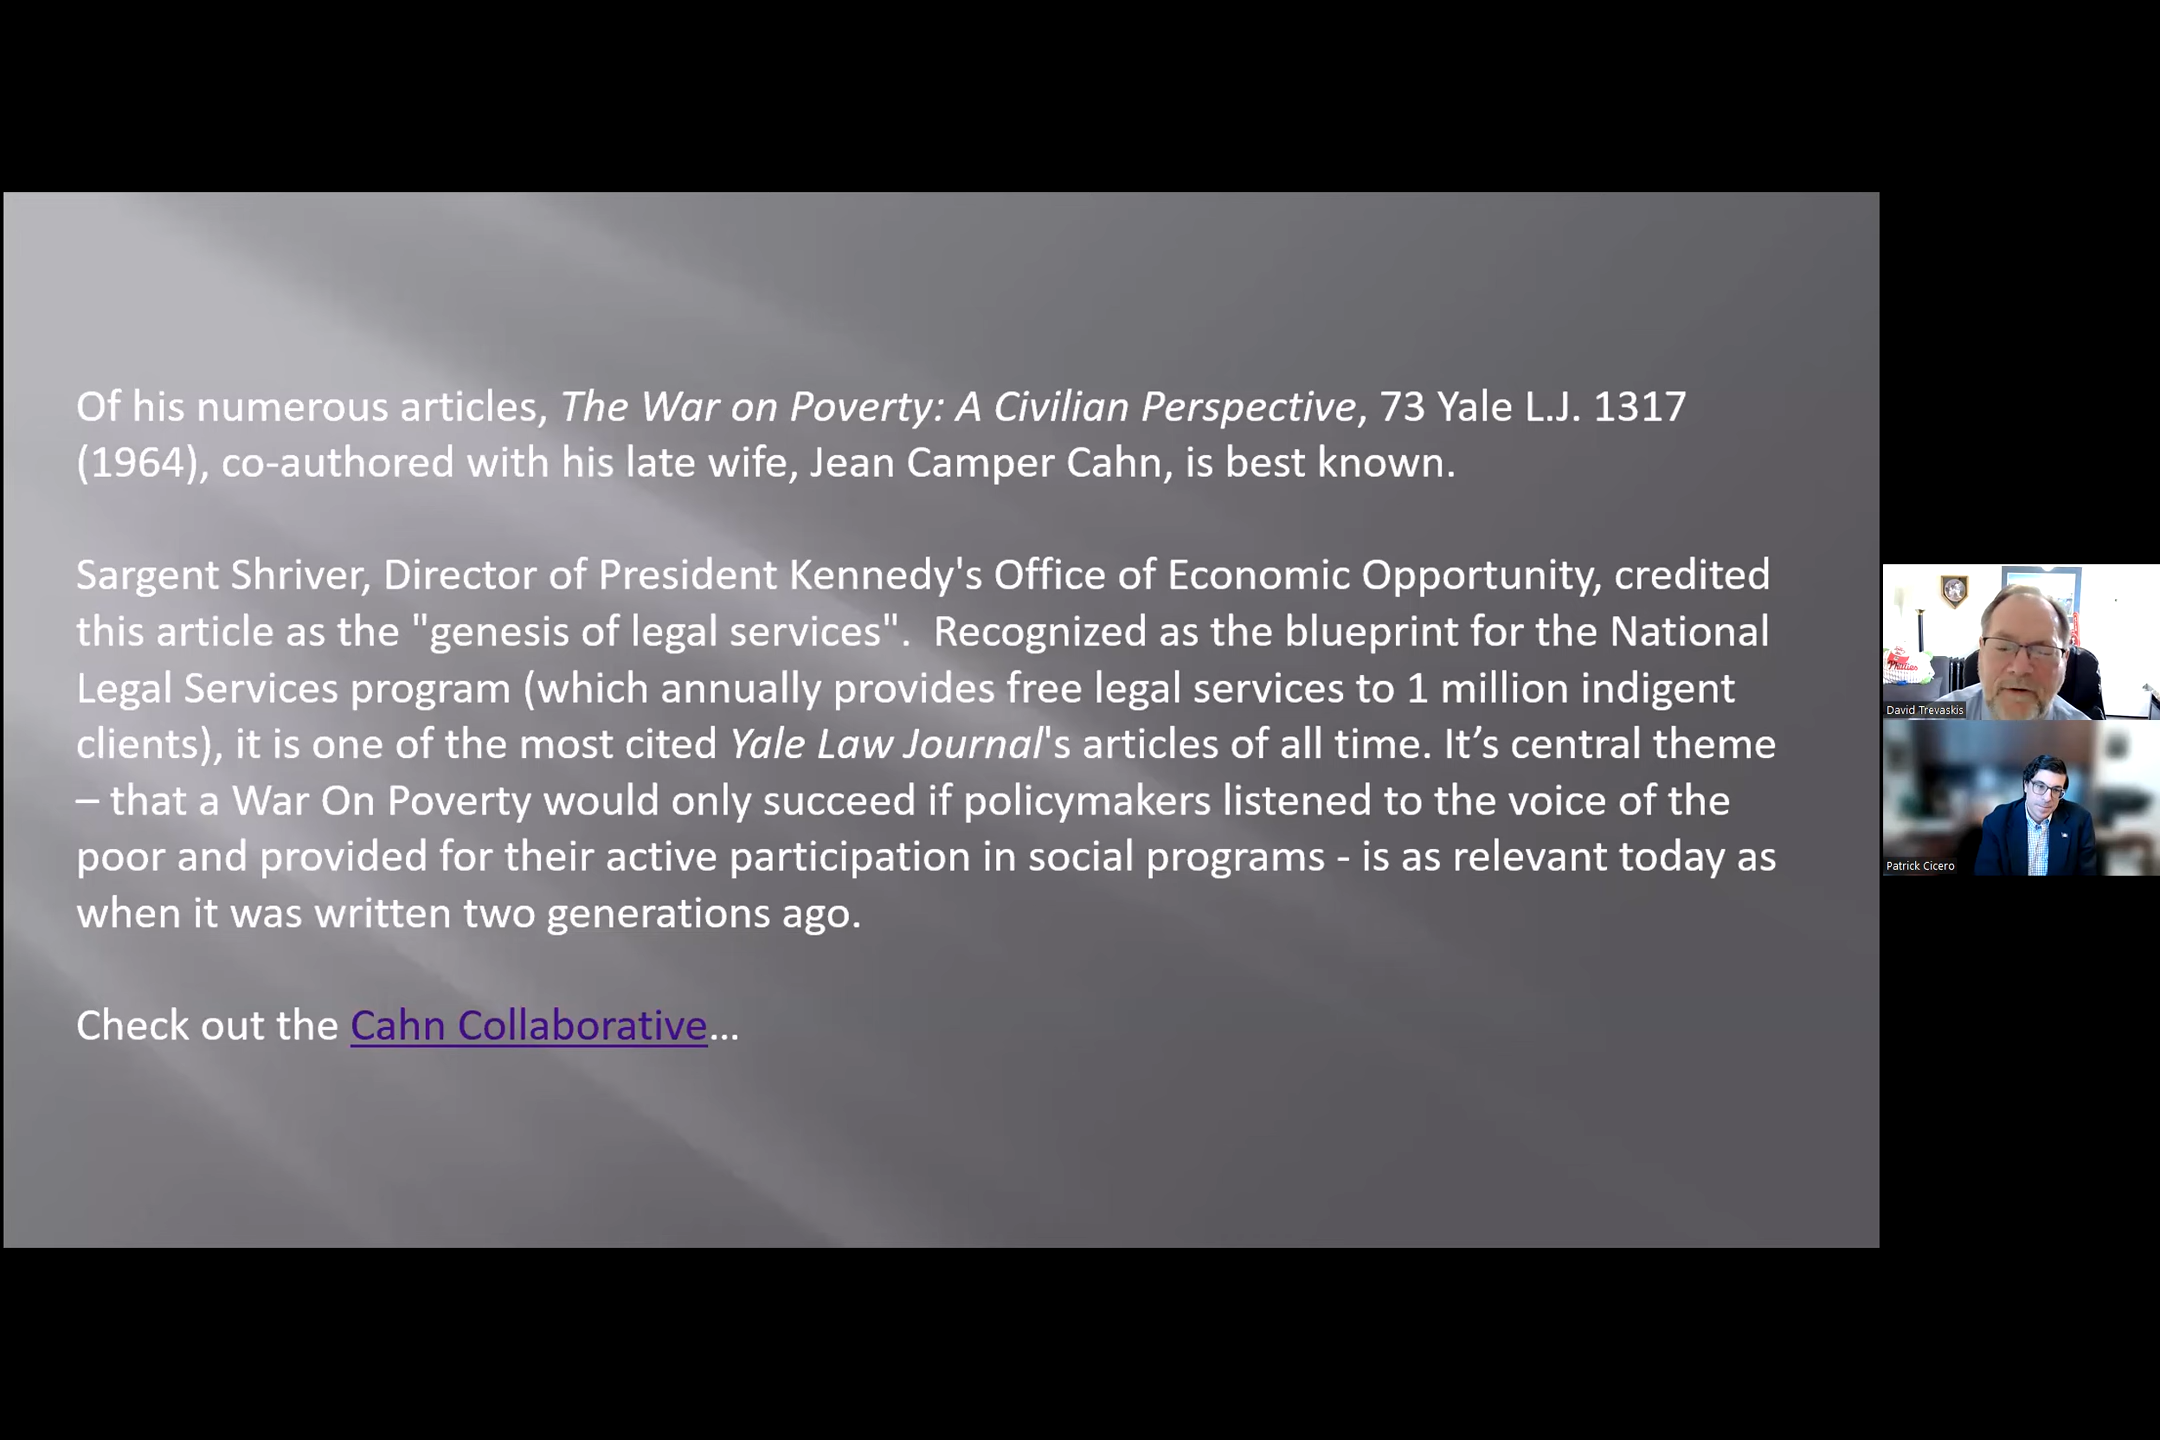 Of his numerous articles, The War on Poverty: A Civilian Perspective, 73 Yale L.J. 1317
(1964), co-authored with his late wife, Jean Camper Cahn, is best known.
Sargent Shriver, Director of President Kennedy's Office of Economic Opportunity, credited
this article as the "genesis of legal services".  Recognized as the blueprint for the National
Legal Services program (which annually provides free legal services to 1 million indigent
clients), it is one of the most cited Yale Law Journal's articles of all time. It’s central theme
– that a War On Poverty would only succeed if policymakers listened to the voice of the
poor and provided for their active participation in social programs - is as relevant today as
when it was written two generations ago.
Check out the Cahn Collaborative...
Phillies
David Trevaskis
Patrick Cicero